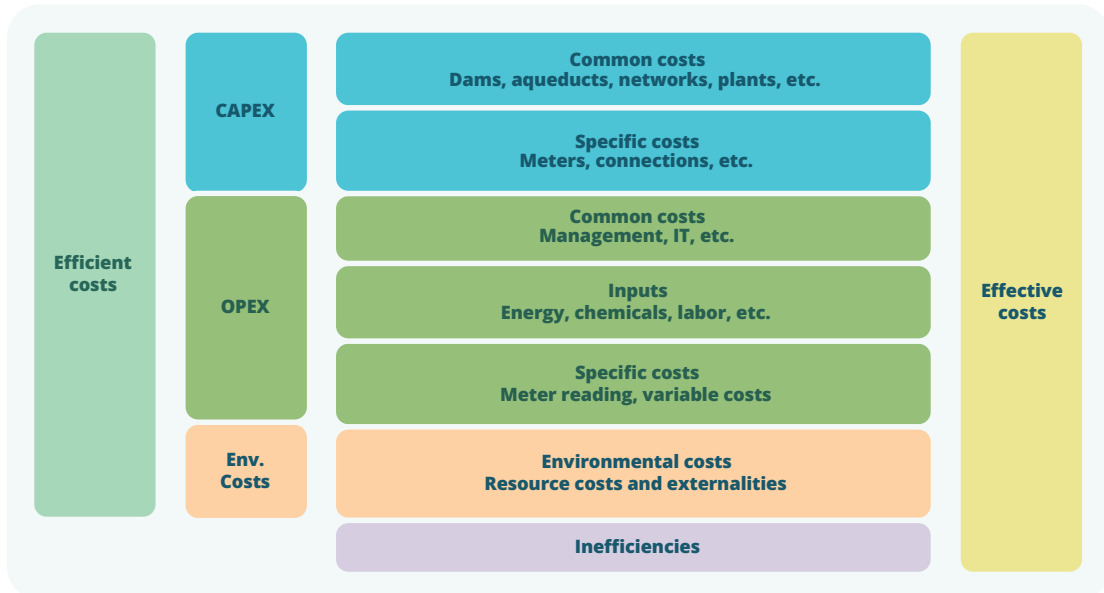 Efficient
costs
CAPEX
Common costs
Dams, aqueducts, networks, plants, etc.
Specific costs
Meters, connections, etc.
OPEX
Common costs
Management, IT, etc.
Inputs
Energy, chemicals, labor, etc.
Specific costs
Meter reading, variable costs
Env.
Costs
Environmental costs
Resource costs and externalities
Inefficiencies
Effective
costs